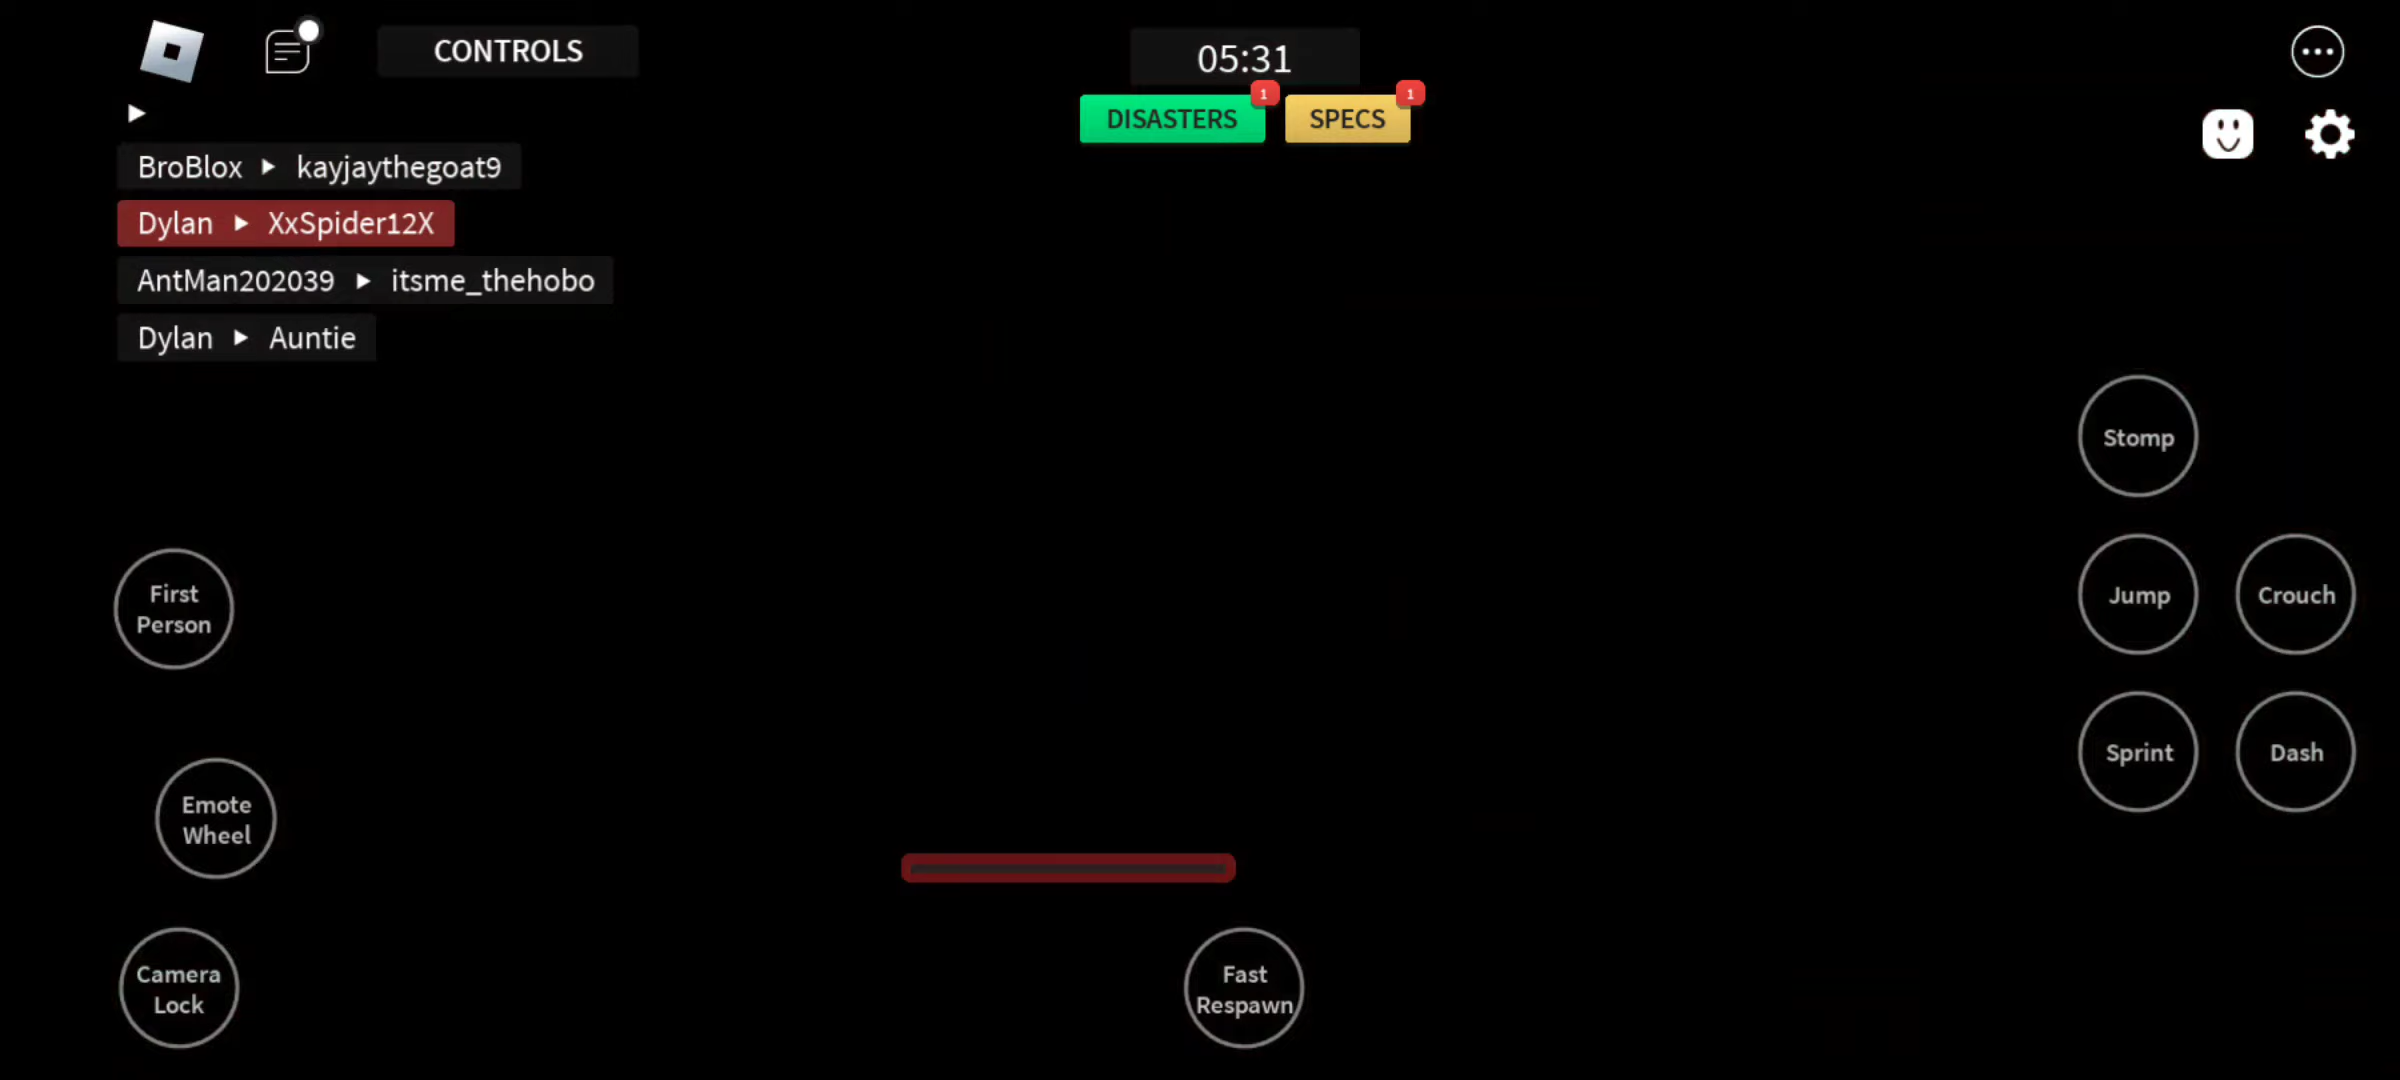 CONTROLS
05:31
1
1
DISASTERS
SPECS
BroBlox ▶ kayjaythegoat9
Dylan ▶ XxSpider12X
AntMan202039 ▶ itsme_thehobo
Dylan ▶ Auntie
Stomp
First
Person
Jump
Crouch
Sprint
Dash
Emote
Wheel
Camera
Lock
Fast
Respawn